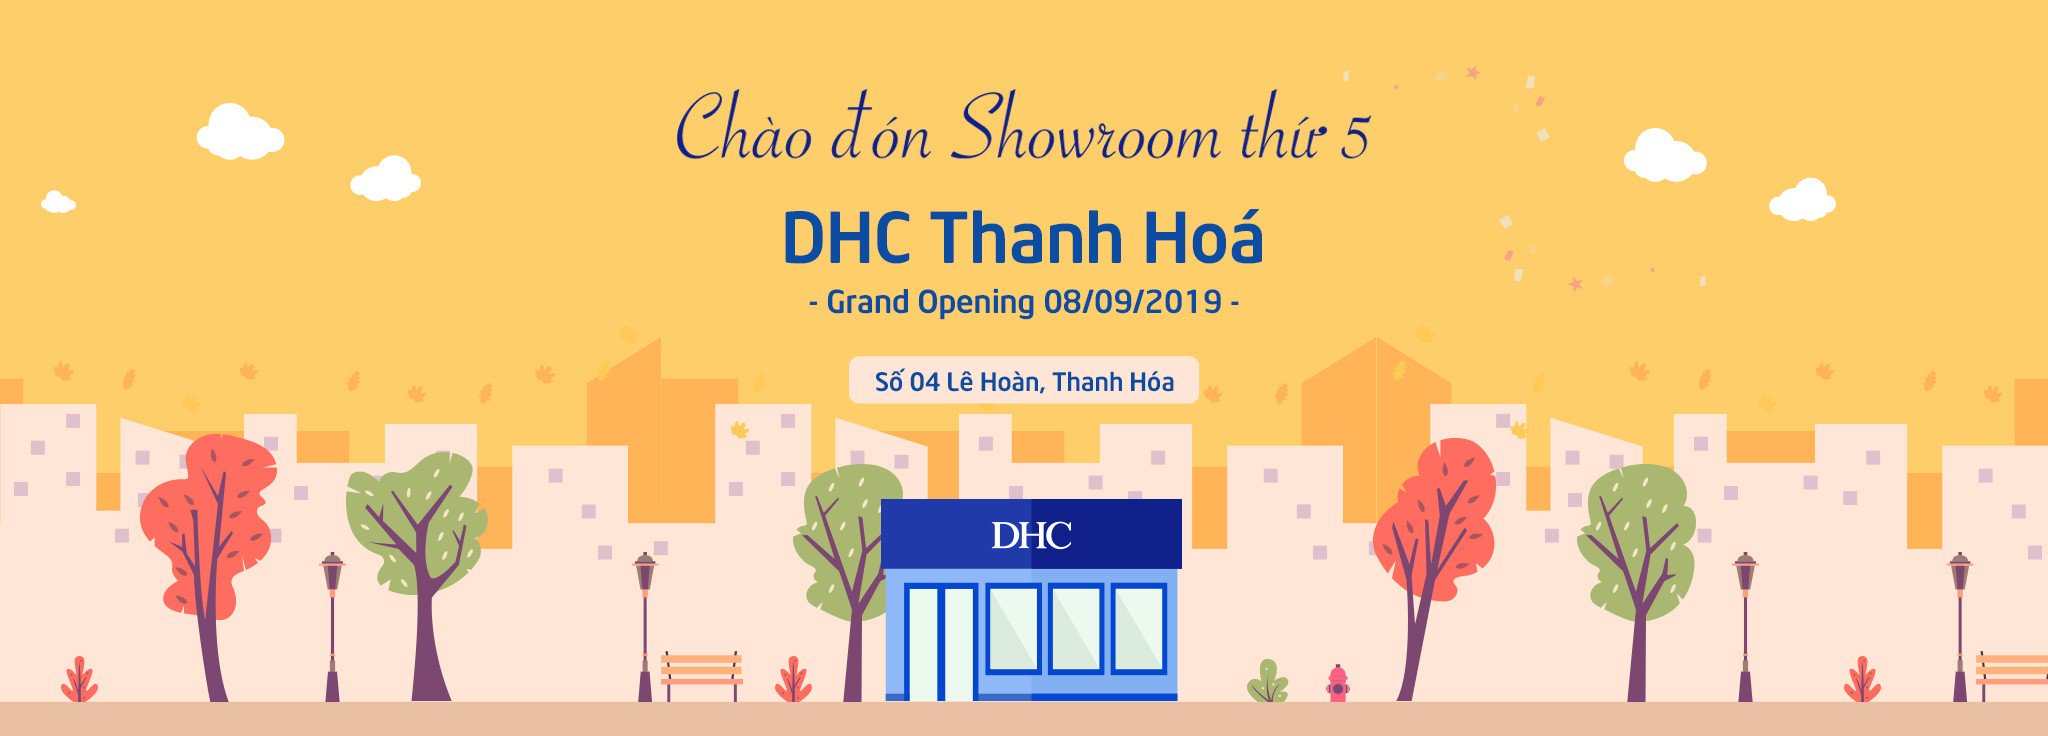 Chào đón Showroom thứ 5
DHC Thanh Hoá
- Grand Opening 08/09/2019 -
Số 04 Lê Hoàn, Thanh Hóa
DHC